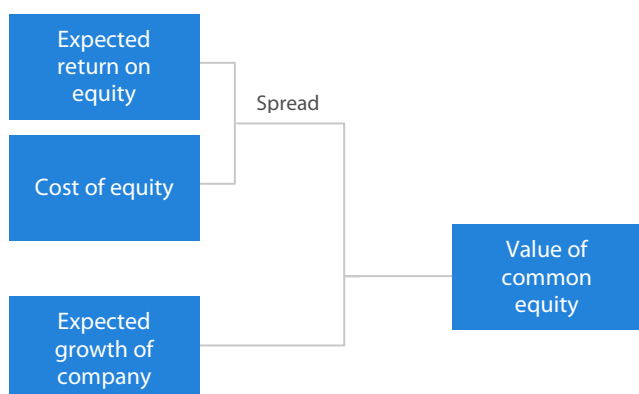 Expected
return on
equity
Spread
Cost of equity
Value of
common
equity
Expected
growth of
company